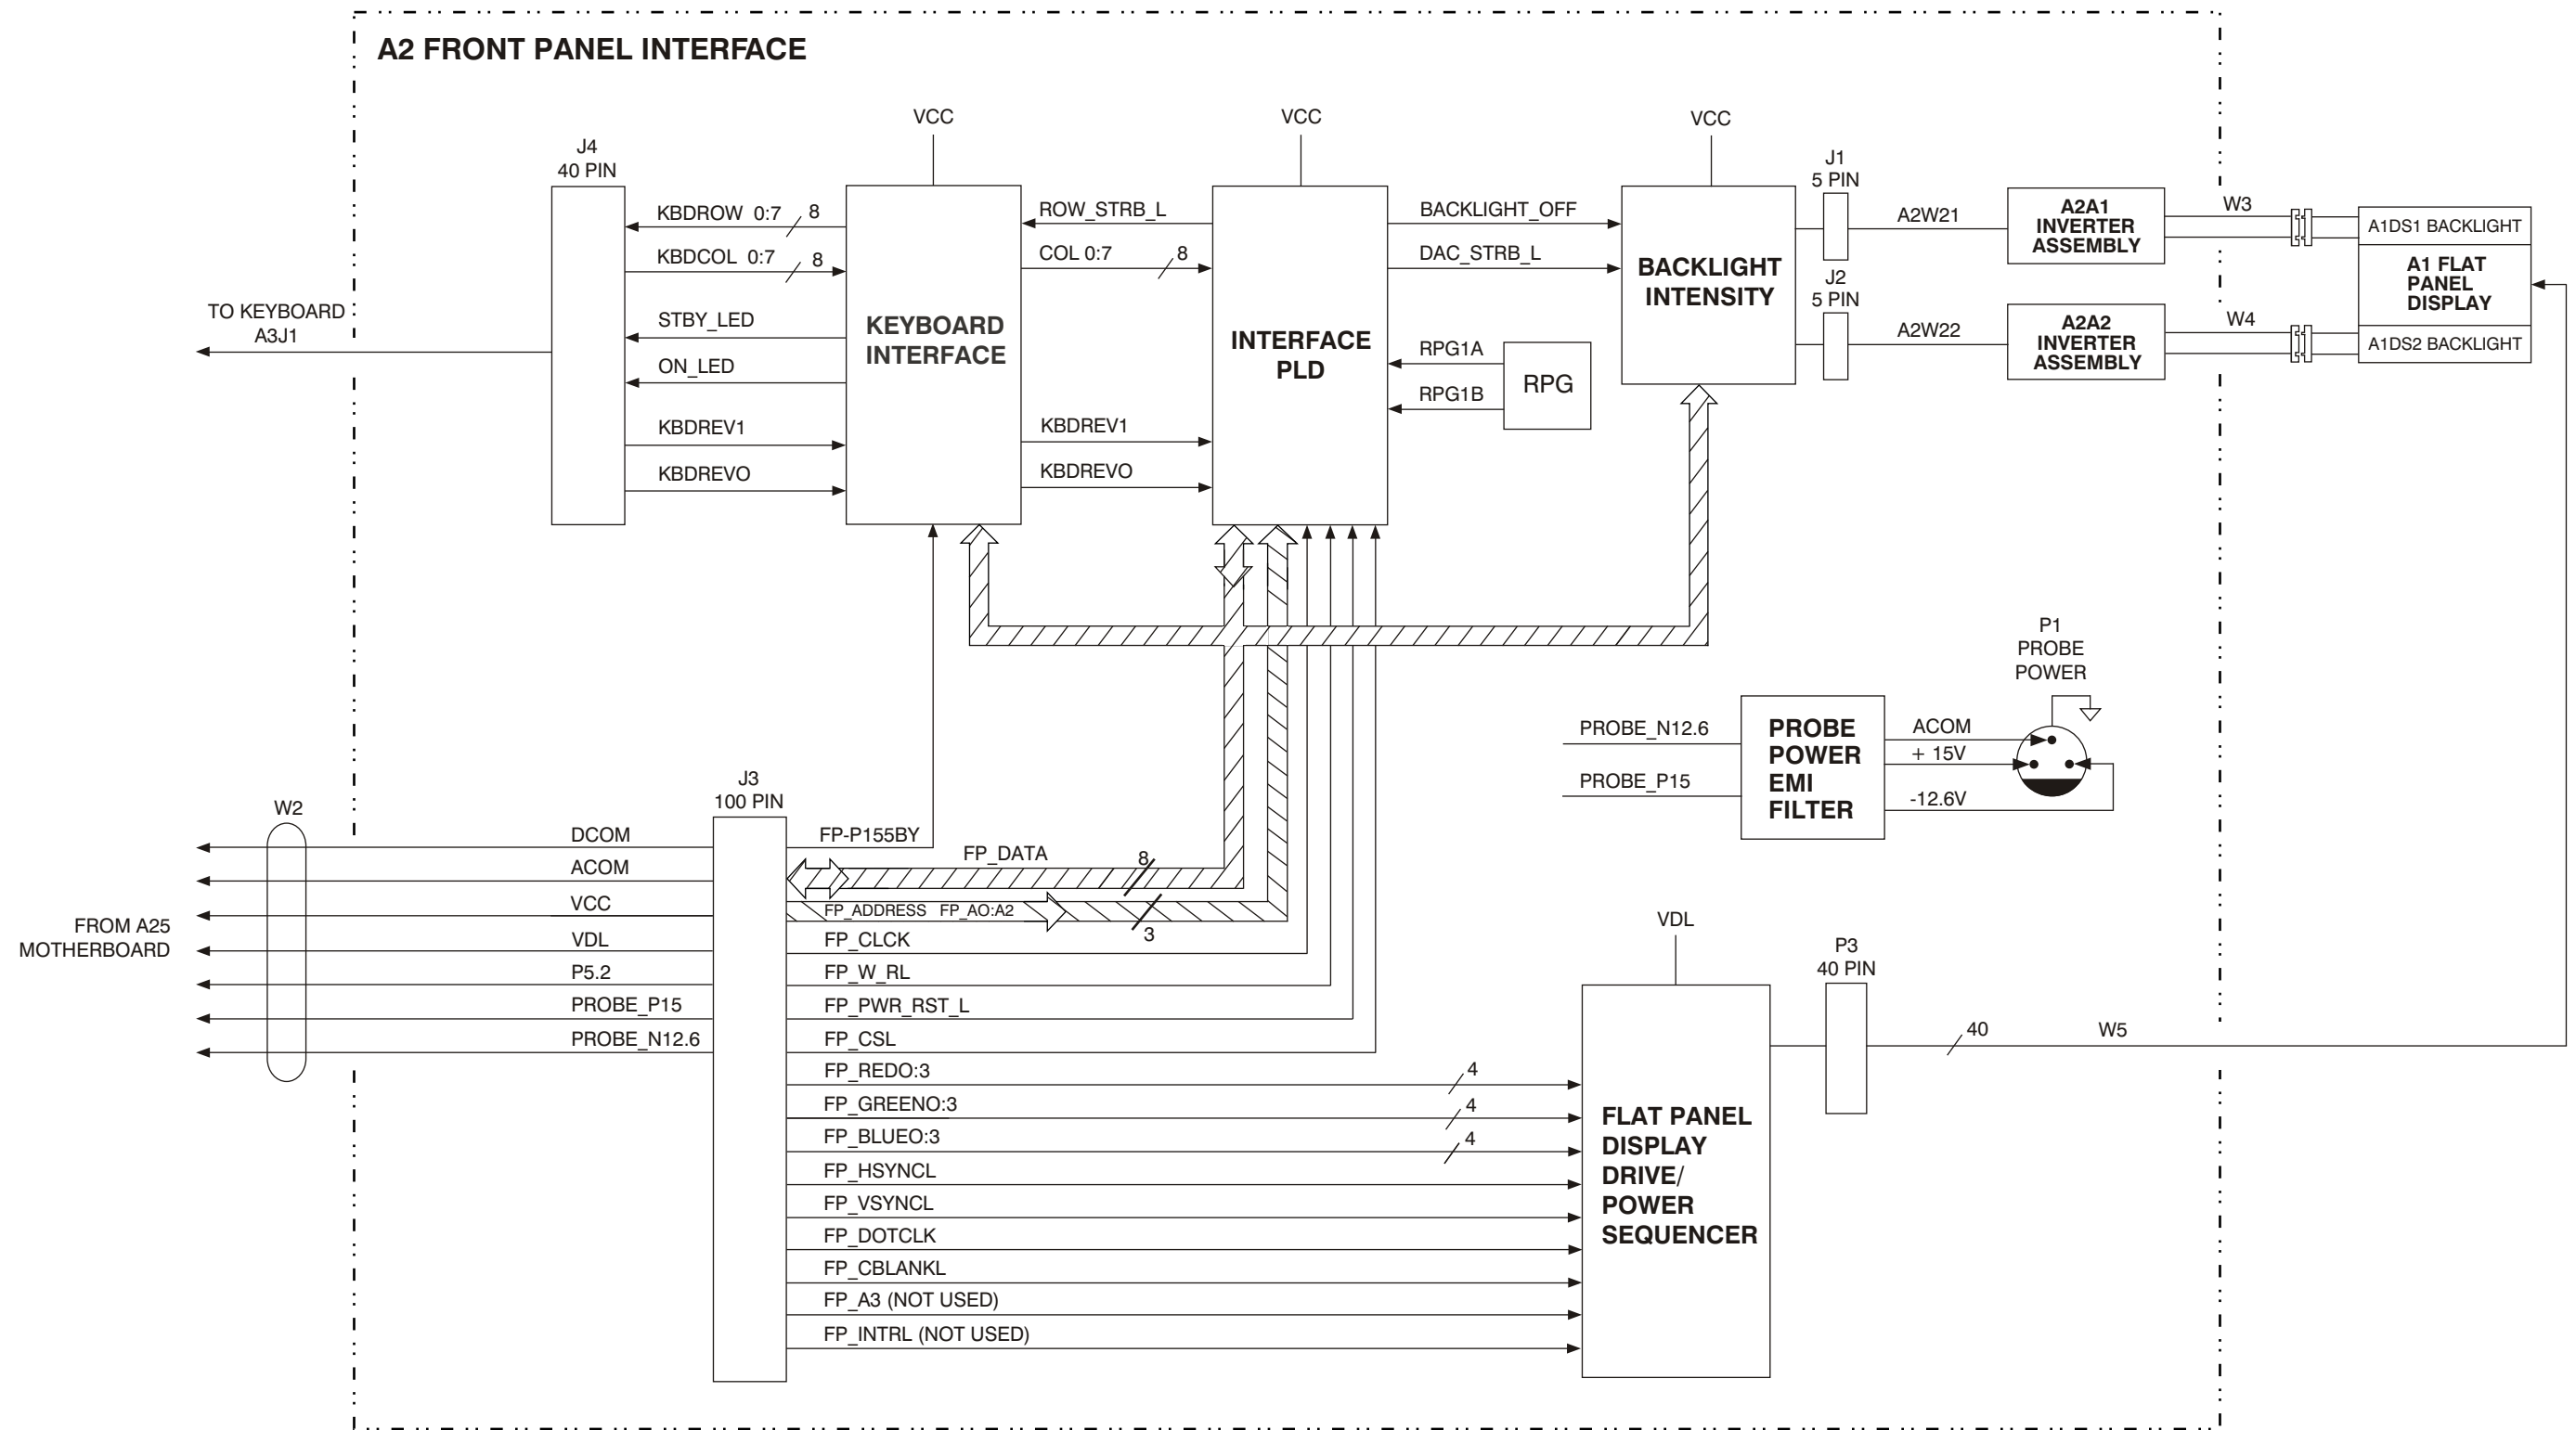 A2 FRONT PANEL INTERFACE
J4
40 PIN
TO KEYBOARD
A3J1
KBDROW 0:7
8
KBDCOL 0:7
8
STBY_LED
ON_LED
KBDREV1
KBDREVO
VCC
KEYBOARD
INTERFACE
ROW_STRB_L
COL 0:7
8
KBDREV1
KBDREVO
VCC
INTERFACE
PLD
BACKLIGHT_OFF
DAC_STRB_L
RPG1A
RPG1B
RPG
VCC
BACKLIGHT
INTENSITY
J1
5 PIN
J2
5 PIN
A2W21
A2W22
A2A1
INVERTER
ASSEMBLY
A2A2
INVERTER
ASSEMBLY
W3
W4
A1DS1 BACKLIGHT
A1 FLAT
PANEL
DISPLAY
A1DS2 BACKLIGHT
P1
PROBE
POWER
PROBE_N12.6
PROBE_P15
PROBE
POWER
EMI
FILTER
ACOM
+ 15V
-12.6V
W2
FROM A25
MOTHERBOARD
DCOM
ACOM
VCC
VDL
P5.2
PROBE_P15
PROBE_N12.6
J3
100 PIN
FP-P155BY
FP_DATA
8
FP_ADDRESS FP_AO:A2
3
FP_CLCK
FP_W_RL
FP_PWR_RST_L
FP_CSL
FP_REDO:3
4
FP_GREENO:3
4
FP_BLUEO:3
4
FP_HSYNCL
FP_VSYNCL
FP_DOTCLK
FP_CBLANKL
FP_A3 (NOT USED)
FP_INTRL (NOT USED)
VDL
FLAT PANEL
DISPLAY
DRIVE/
POWER
SEQUENCER
P3
40 PIN
40
W5